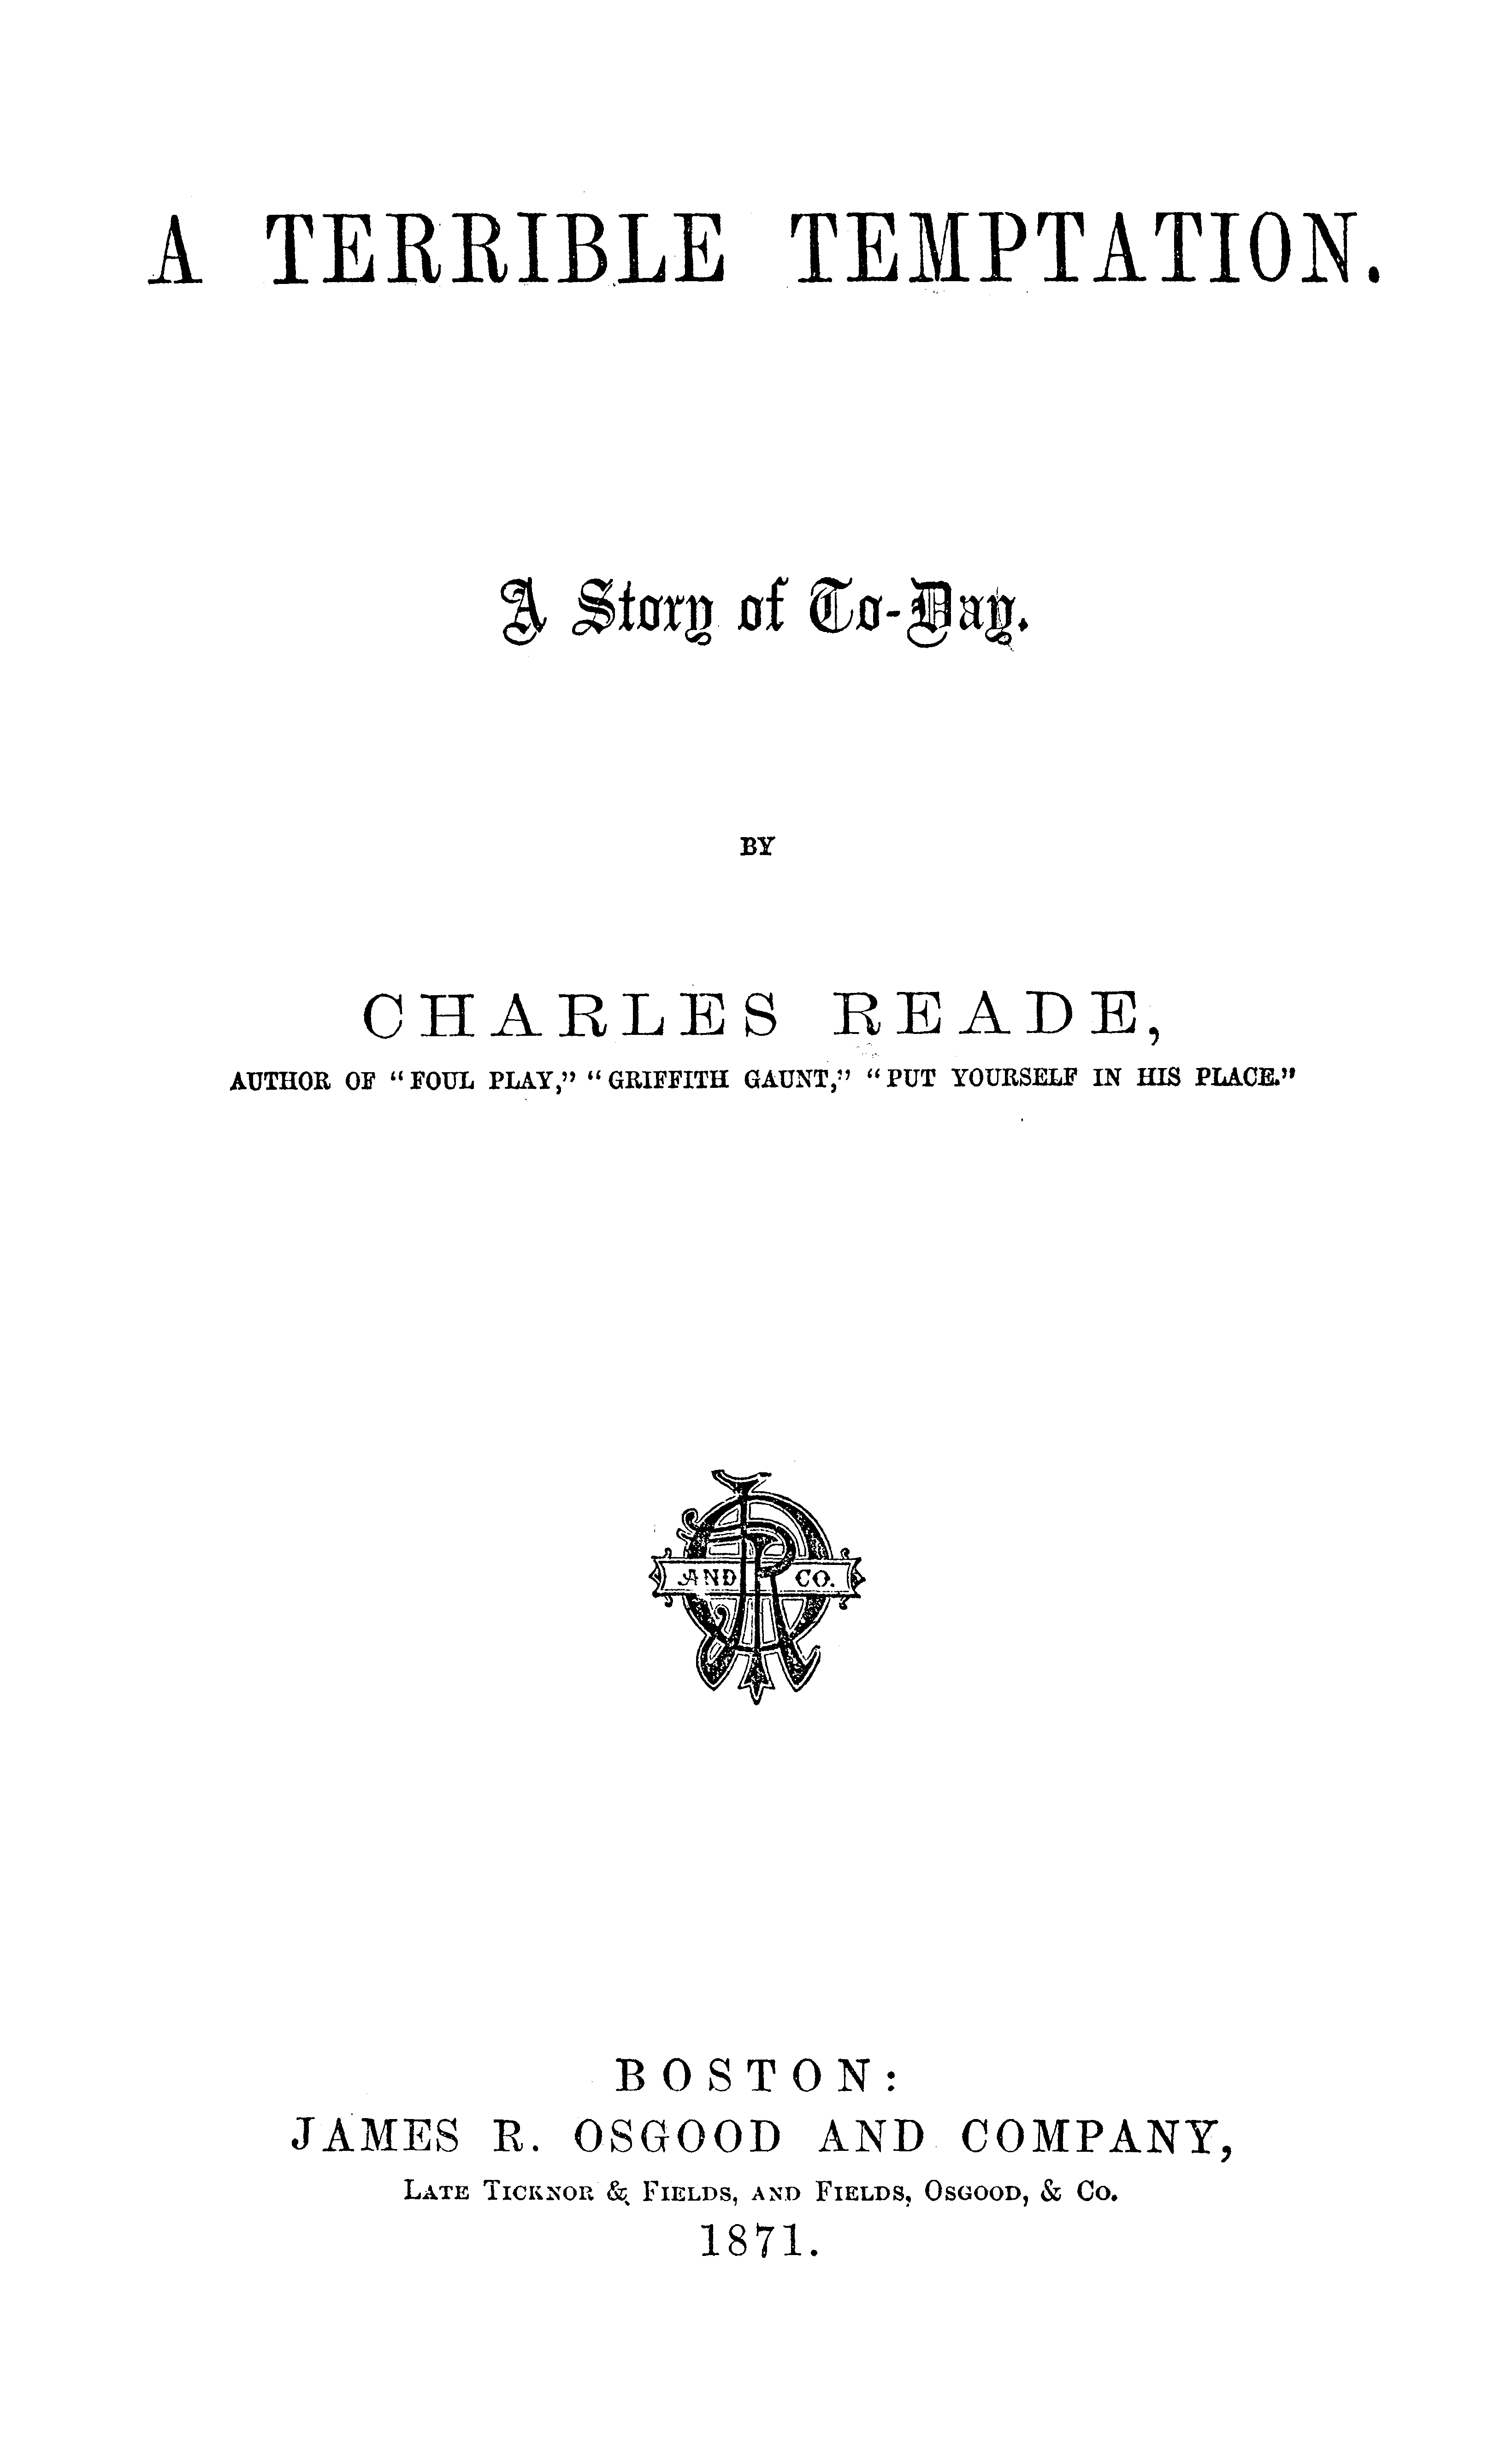 A TERRIBLE TEMPTATION.
A Story of To-Day.
BY
CHARLES READE,
AUTHOR OF “FOUL PLAY,” “GRIFFITH GAUNT,” “PUT YOURSELF IN HIS PLACE.”
JRO
AND CO.
BOSTON:
JAMES R. OSGOOD AND COMPANY,
LATE TICKNOR & FIELDS, AND FIELDS, OSGOOD, & CO.
1871.